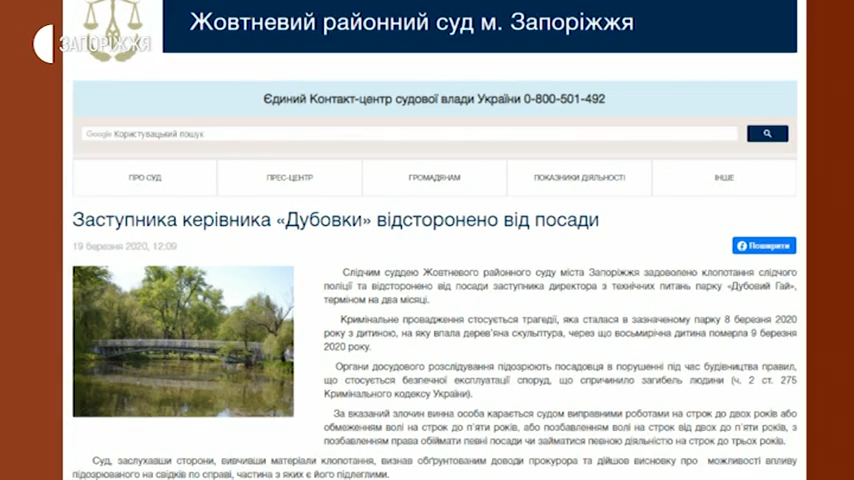 ЗАПОРІЖЖЯ
Жовтневий районний суд м. Запоріжжя
Єдиний Контакт-центр судової влади України 0-800-501-492
Google Користувацький пошук
ПРО СУД
ПРЕС-ЦЕНТР
ГРОМАДЯНАМ
ПОКАЗНИКИ ДІЯЛЬНОСТІ
ІНШЕ
Заступника керівника «Дубовки» відсторонено від посади
19 березня 2020, 12:09
Поширити
Слідчим суддею Жовтневого районного суду міста Запоріжжя задоволено клопотання слідчого
поліції та відсторонено від посади заступника директора з технічних питань парку «Дубовий Гай»,
терміном на два місяці.
Кримінальне провадження стосується трагедії, яка сталася в зазначеному парку 8 березня 2020
року з дитиною, на яку впала дерев'яна скульптура, через що восьмирічна дитина померла 9 березня
2020 року.
Органи досудового розслідування підозрюють посадовця в порушенні під час будівництва правил,
що стосується безпечної експлуатації споруд, що спричинило загибель людини (ч. 2 ст. 275
Кримінального кодексу України).
За вказаний злочин винна особа карається судом виправними роботами на строк до двох років або
обмеженням волі на строк до п'яти років, або позбавленням волі на строк від двох до п'яти років, з
позбавленням права обіймати певні посади чи займатися певною діяльністю на строк до трьох років.
Суд, заслухавши сторони, вивчивши матеріали клопотання, визнав обґрунтованим доводи прокурора та дійшов висновку про можливості впливу
підозрюваного на свідків по справі, частина з яких є його підлеглими.